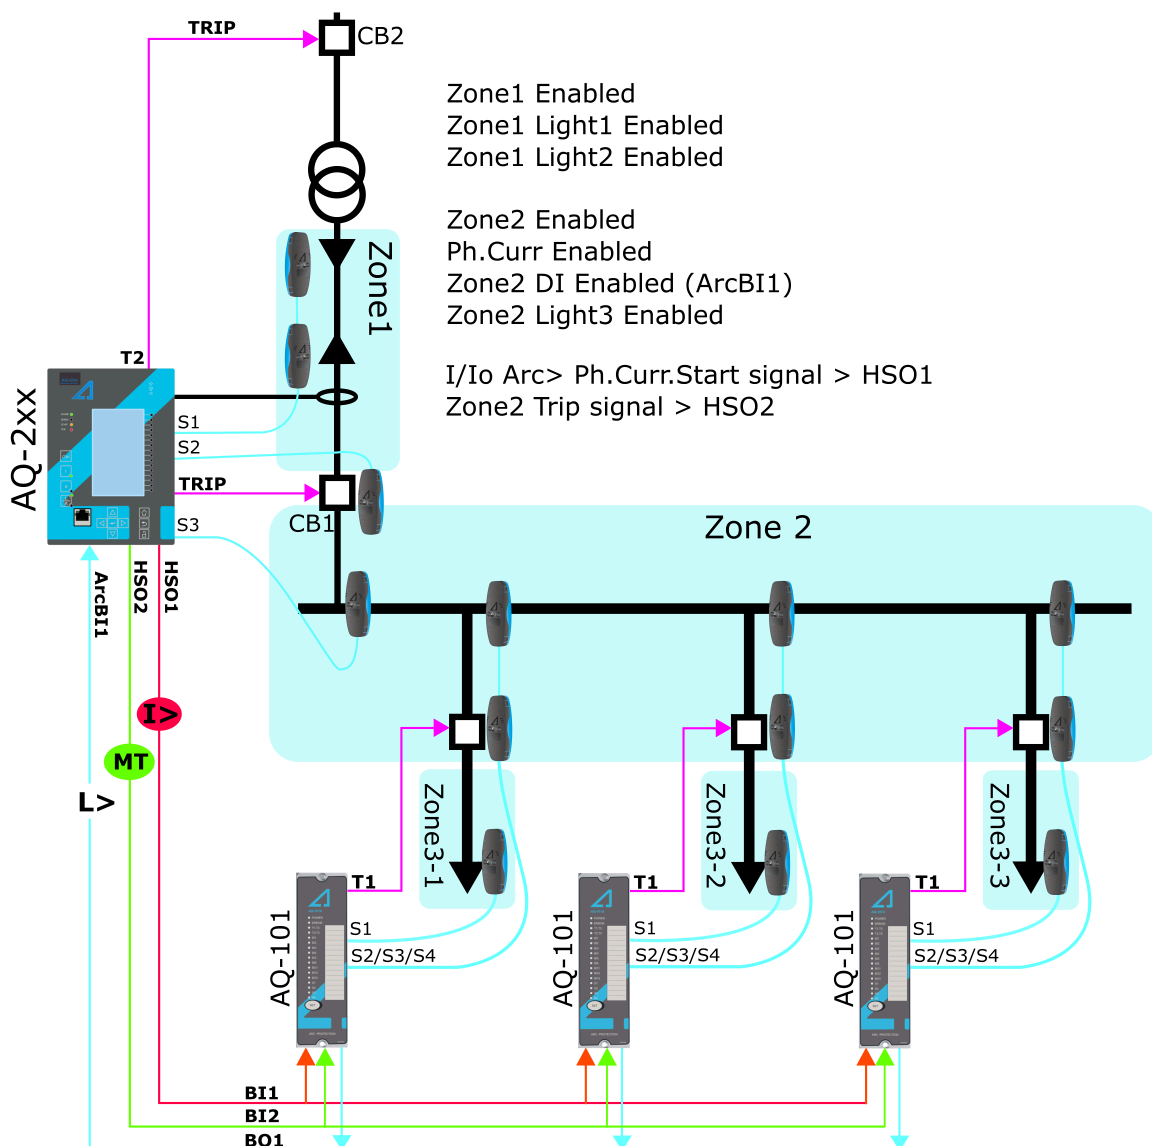 TRIP
CB2
Zone1 Enabled
Zone1 Light1 Enabled
Zone1 Light2 Enabled
Zone2 Enabled
Ph.Curr Enabled
Zone2 DI Enabled (ArcBI1)
Zone2 Light3 Enabled
I/Io Arc> Ph.Curr.Start signal > HSO1
Zone2 Trip signal > HSO2
Zone1
T2
AQ-2xx
S1
S2
TRIP
CB1
S3
Zone 2
ArcBI1
HSO2
HSO1
I>
MT
L>
Zone3-1
Zone3-2
Zone3-3
T1
T1
T1
AQ-101
S1
S2/S3/S4
AQ-101
S1
S2/S3/S4
AQ-101
S1
S2/S3/S4
BI1
BI2
BO1